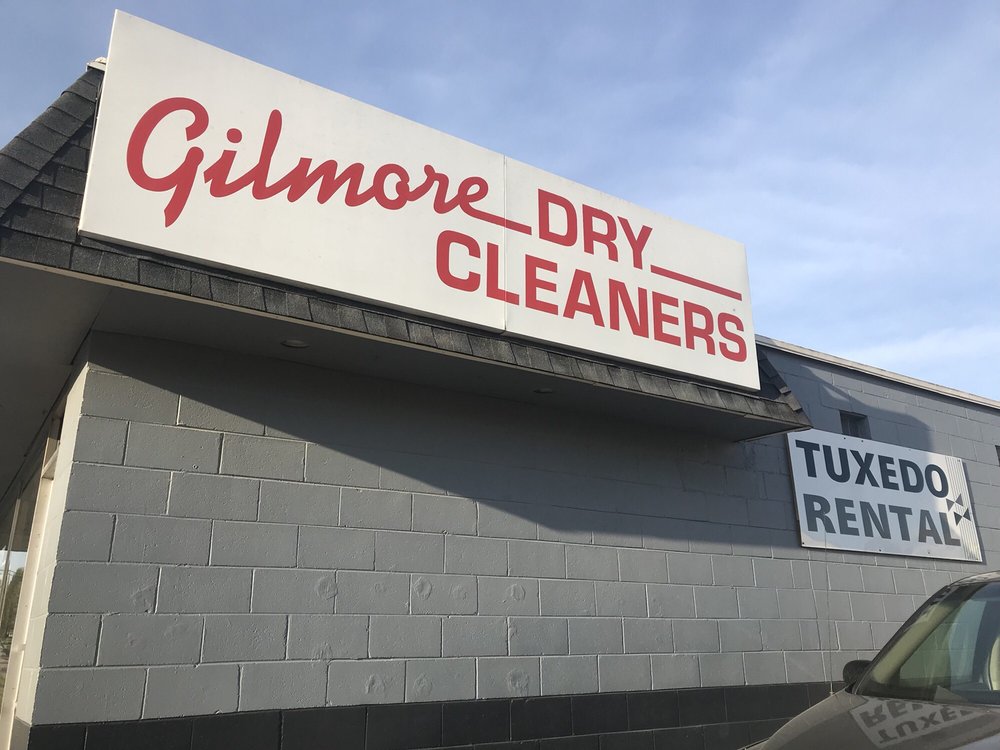 Gilmore DRY
CLEANERS
TUXEDO
RENTAL